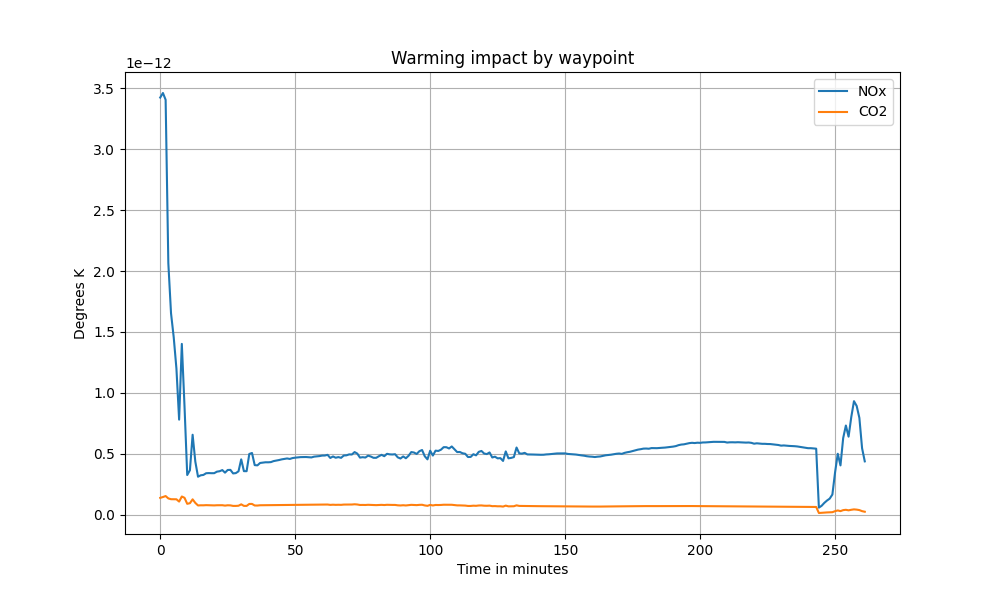 Warming impact by waypoint
1e−12
NOx
CO2
3.5
3.0
2.5
2.0
1.5
1.0
0.5
0.0
Degrees K
0 50 100 150 200 250
Time in minutes